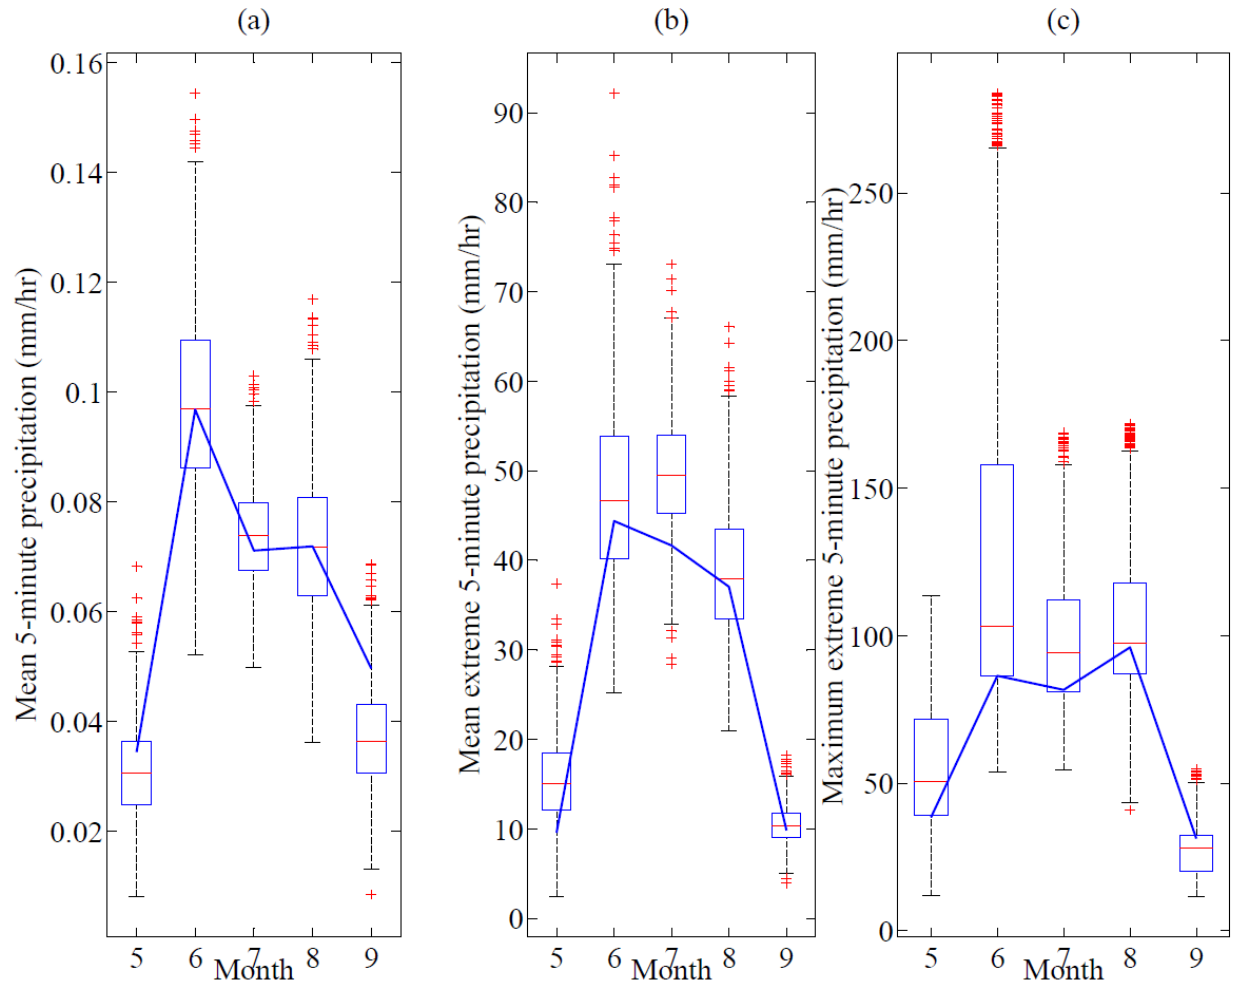 (a)
(b)
(c)
Mean 5-minute precipitation (mm/hr)
0.16
0.14
0.12
0.1
0.08
0.06
0.04
0.02
5 6 7 8 9
Month
Mean extreme 5-minute precipitation (mm/hr)
90
80
70
60
50
40
30
20
10
0
5 6 7 8 9
Month
Maximum extreme 5-minute precipitation (mm/hr)
250
200
150
100
50
0
5 6 7 8 9
Month